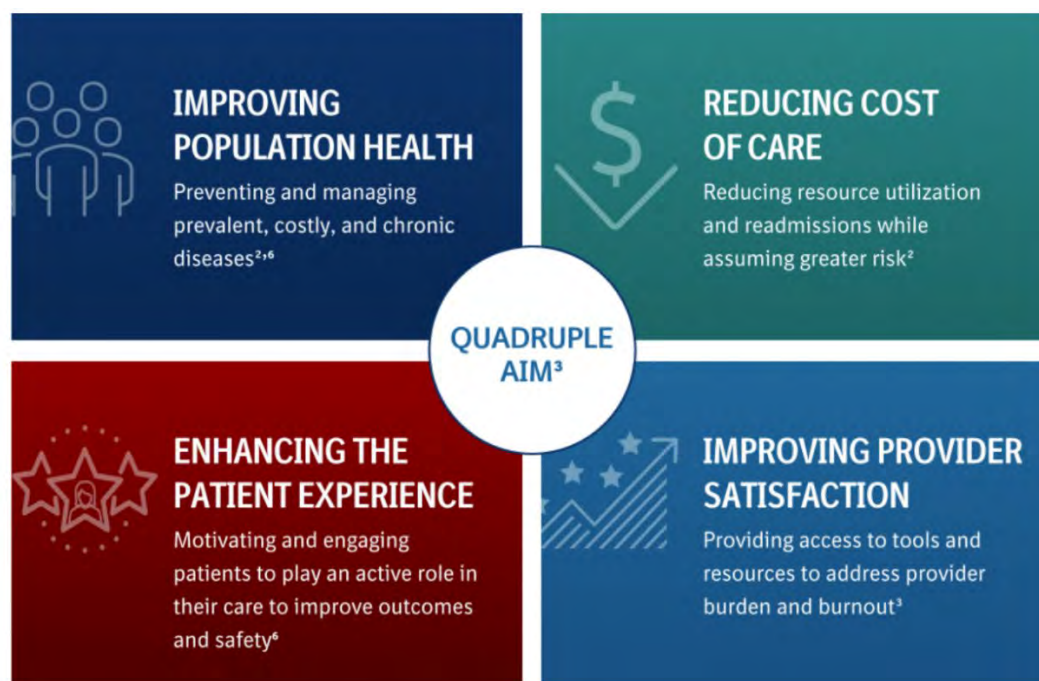 IMPROVING
POPULATION HEALTH
Preventing and managing
prevalent, costly, and chronic
diseases²,⁶
REDUCING COST
OF CARE
Reducing resource utilization
and readmissions while
assuming greater risk²
QUADRUPLE
AIM³
ENHANCING THE
PATIENT EXPERIENCE
Motivating and engaging
patients to play an active role in
their care to improve outcomes
and safety⁶
IMPROVING PROVIDER
SATISFACTION
Providing access to tools and
resources to address provider
burden and burnout³